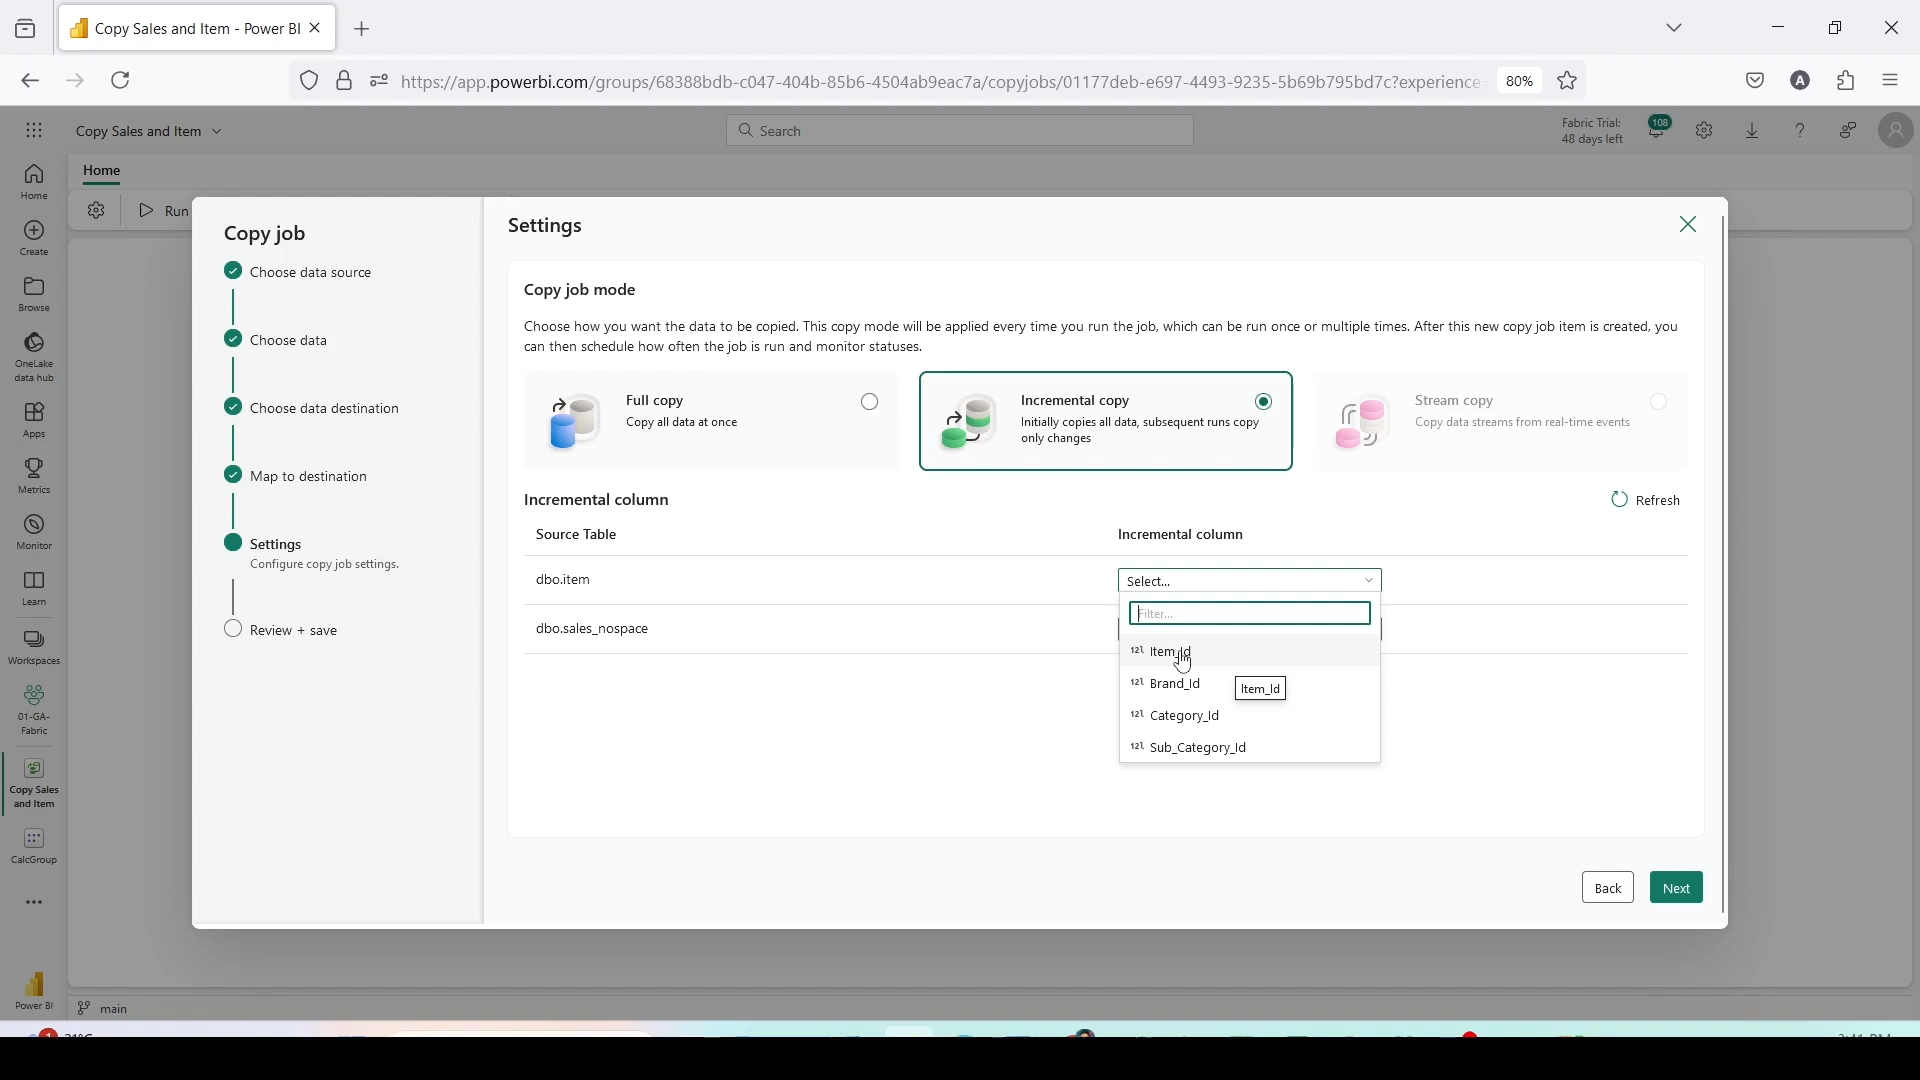 Copy Sales and Item - Power BI
https://app.powerbi.com/groups/68388bdb-c047-404b-85b6-4504ab9eac7a/copyjobs/01177deb-e697-4493-9235-5b69b795bd7c?experience=
80%
A
Copy Sales and Item
Search
Fabric Trial:
48 days left
108
Home
Run
Home
Create
Browse
OneLake
data hub
Apps
Metrics
Monitor
Learn
Workspaces
01-GA-
Fabric
Copy Sales
and Item
CalcGroup
Power BI
Copy job
Choose data source
Choose data
Choose data destination
Map to destination
Settings
Configure copy job settings.
Review + save
Settings
Copy job mode
Choose how you want the data to be copied. This copy mode will be applied every time you run the job, which can be run once or multiple times. After this new copy job item is created, you
can then schedule how often the job is run and monitor statuses.
Full copy
Copy all data at once
Incremental copy
Initially copies all data, subsequent runs copy
only changes
Stream copy
Copy data streams from real-time events
Incremental column
Refresh
Source Table
Incremental column
dbo.item
Select...
Filter...
dbo.sales_nospace
Item_Id
Brand_Id
Item_Id
Category_Id
Sub_Category_Id
Back
Next
main